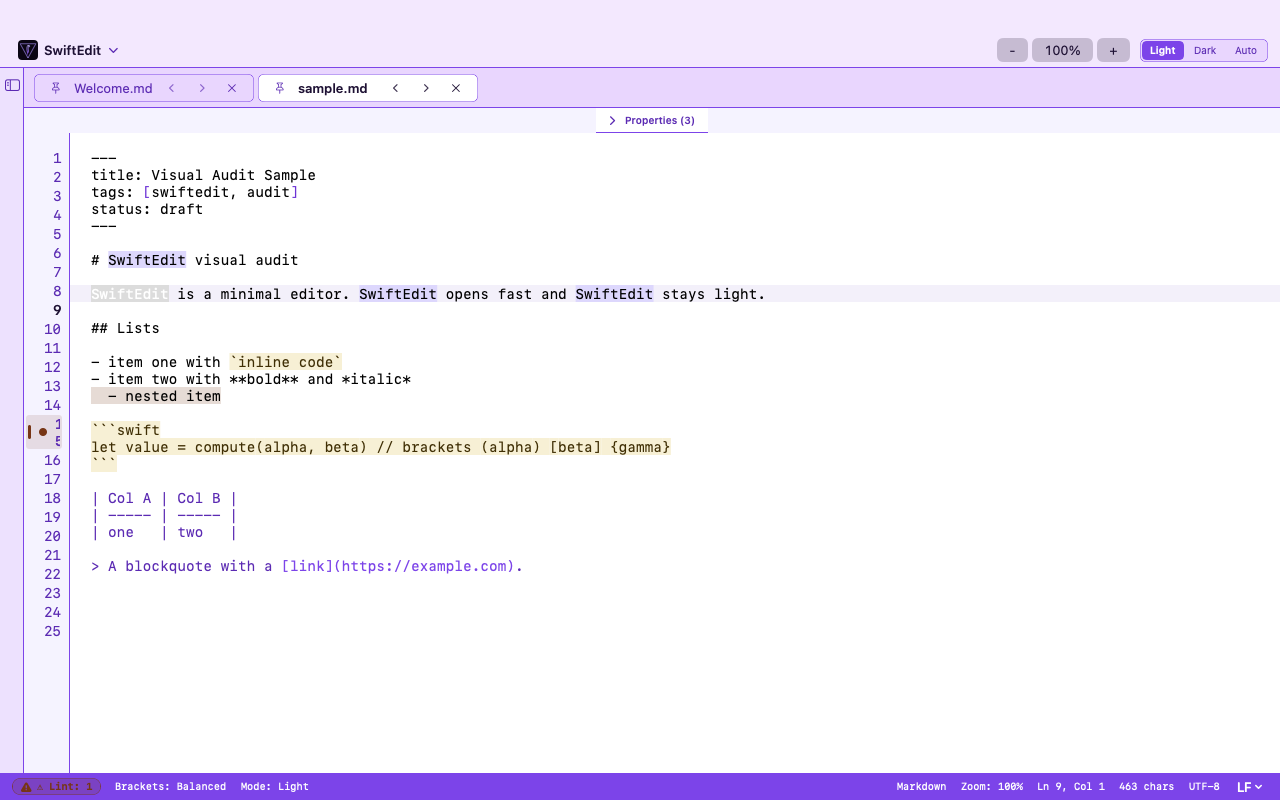 SwiftEdit
- 100% + Light Dark Auto
Welcome.md
sample.md
Properties (3)
1 ---
2 title: Visual Audit Sample
3 tags: [swiftedit, audit]
4 status: draft
5 ---
6
7 # SwiftEdit visual audit
8 SwiftEdit is a minimal editor. SwiftEdit opens fast and SwiftEdit stays light.
9
10 ## Lists
11
12 - item one with `inline code`
13 - item two with **bold** and *italic*
14   - nested item
15 ```swift
let value = compute(alpha, beta) // brackets (alpha) [beta] {gamma}
16 ```
17
18 | Col A | Col B |
19 | ----- | ----- |
20 | one   | two   |
21
22 > A blockquote with a [link](https://example.com).
23
24
25
Lint: 1 Brackets: Balanced Mode: Light Markdown Zoom: 100% Ln 9, Col 1 463 chars UTF-8 LF